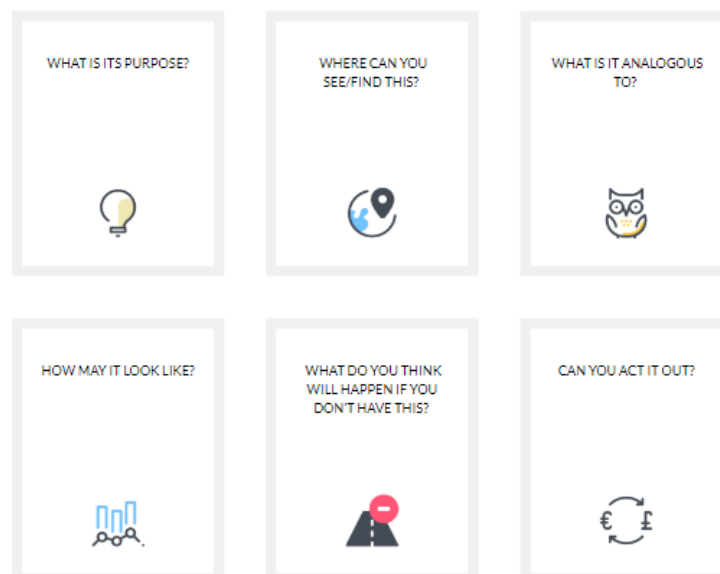 WHAT IS ITS PURPOSE?
WHERE CAN YOU
SEE/FIND THIS?
WHAT IS IT ANALOGOUS
TO?
HOW MAY IT LOOK LIKE?
WHAT DO YOU THINK
WILL HAPPEN IF YOU
DON'T HAVE THIS?
CAN YOU ACT IT OUT?
€ £